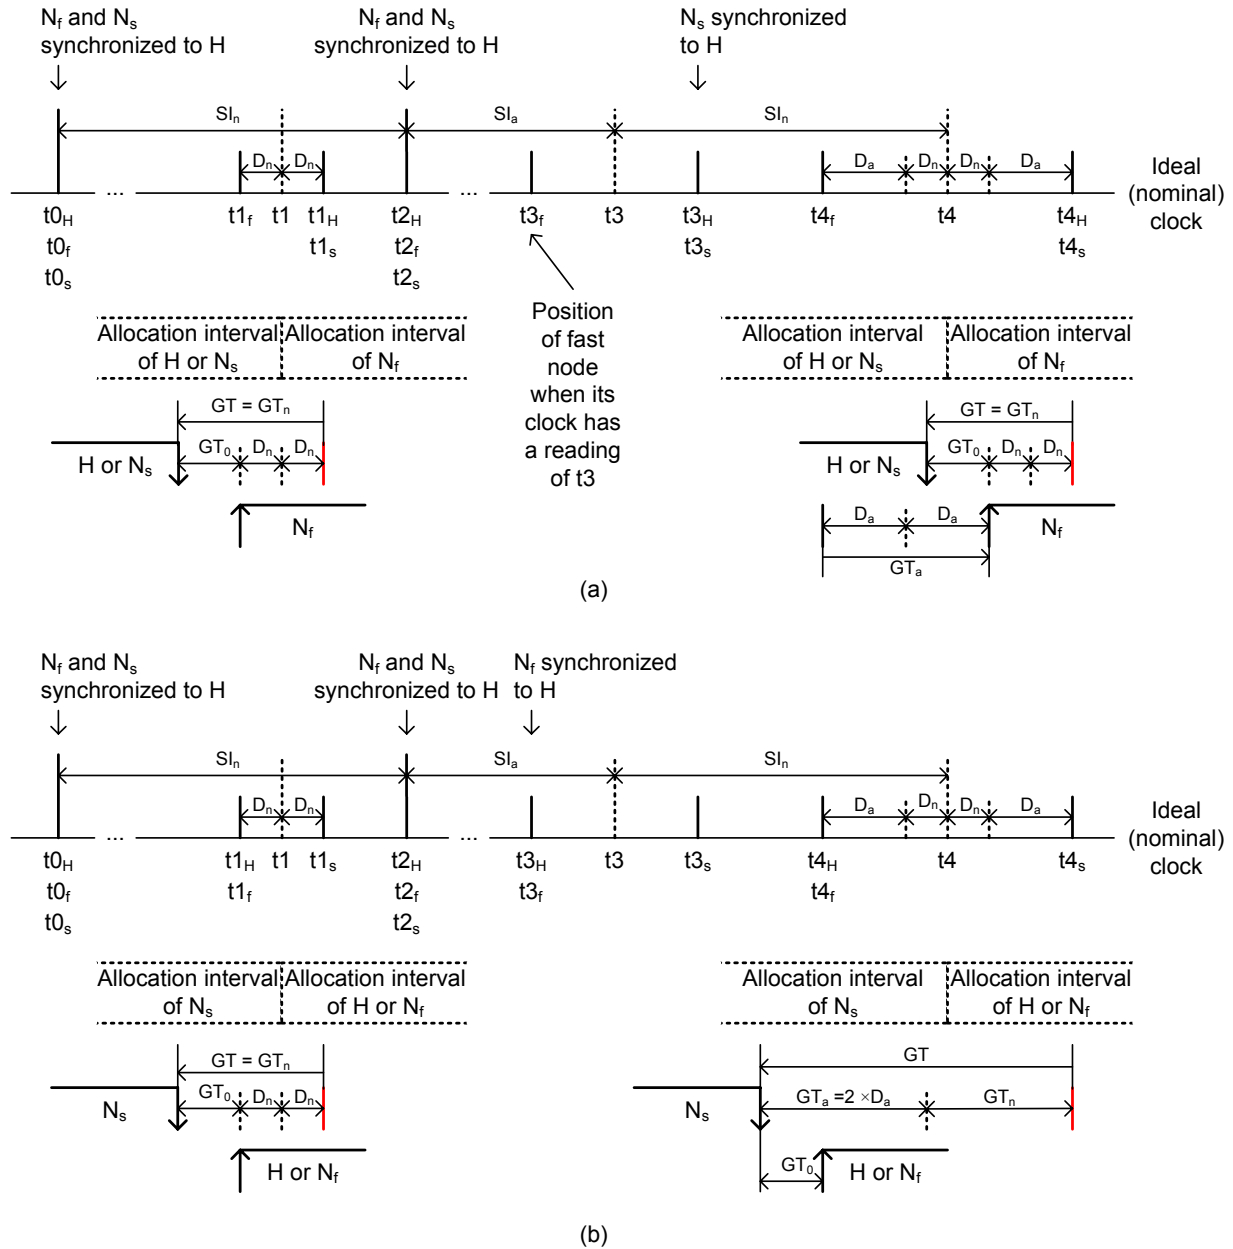 Nf and Ns synchronized to H
Nf and Ns synchronized to H
Ns synchronized to H
SIn
SIa
SIn
Dn
Dn
Da
Dn
Dn
Da
Ideal (nominal) clock
...
...
t0H
t1f
t1
t1H
t2H
t3f
t3
t3H
t4f
t4
t4H
t0f
t1s
t2f
t3s
t4s
t0s
t2s
Position of fast node when its clock has a reading of t3
Allocation interval of H or Ns
Allocation interval of Nf
Allocation interval of H or Ns
Allocation interval of Nf
GT = GTn
GT = GTn
H or Ns
GT0
Dn
Dn
H or Ns
GT0
Dn
Dn
Nf
Da
Da
Nf
GTa
(a)
Nf and Ns synchronized to H
Nf and Ns synchronized to H
Nf synchronized to H
SIn
SIa
SIn
Dn
Dn
Da
Dn
Dn
Da
Ideal (nominal) clock
...
...
t0H
t1H
t1
t1s
t2H
t3H
t3
t3s
t4H
t4
t4s
t0f
t1f
t2f
t3f
t4f
t0s
t2s
Allocation interval of Ns
Allocation interval of H or Nf
Allocation interval of Ns
Allocation interval of H or Nf
GT = GTn
GT
Ns
GT0
Dn
Dn
Ns
GTa =2 ×Da
GTn
H or Nf
GT0
H or Nf
(b)